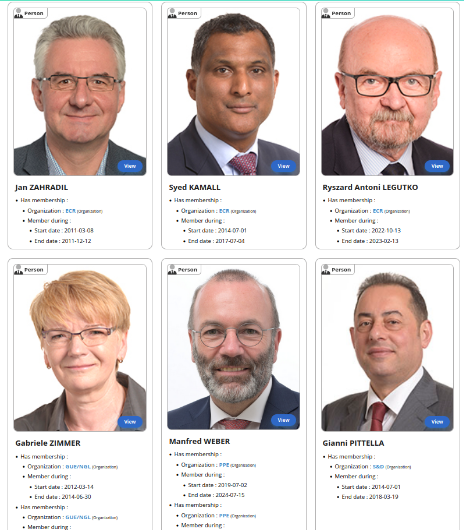 Person
View
Jan ZAHRADIL
Has membership :
Organization : ECR (Organization)
Member during :
Start date : 2011-03-08
End date : 2011-12-12
Person
View
Syed KAMALL
Has membership :
Organization : ECR (Organization)
Member during :
Start date : 2014-07-01
End date : 2017-07-04
Person
View
Ryszard Antoni LEGUTKO
Has membership :
Organization : ECR (Organization)
Member during :
Start date : 2022-10-13
End date : 2023-02-13
Person
View
Gabriele ZIMMER
Has membership :
Organization : GUE/NGL (Organization)
Member during :
Start date : 2012-03-14
End date : 2014-06-30
Has membership :
Organization : GUE/NGL (Organization)
Member during :
Person
View
Manfred WEBER
Has membership :
Organization : PPE (Organization)
Member during :
Start date : 2019-07-02
End date : 2024-07-15
Has membership :
Organization : PPE (Organization)
Member during :
Person
View
Gianni PITTELLA
Has membership :
Organization : S&D (Organization)
Member during :
Start date : 2014-07-01
End date : 2018-03-19